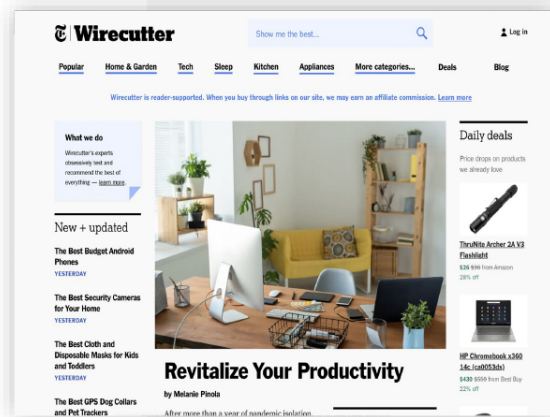 Wirecutter
Show me the best...
Log in
Popular Home & Garden Tech Sleep Kitchen Appliances More categories... Deals Blog
Wirecutter is reader-supported. When you buy through links on our site, we may earn an affiliate commission. Learn more
What we do
Wirecutter's experts
obsessively test and
recommend the best of
everything — learn more.
New + updated
The Best Budget Android
Phones
YESTERDAY
The Best Security Cameras
for Your Home
YESTERDAY
The Best Cloth and
Disposable Masks for Kids
and Toddlers
YESTERDAY
The Best GPS Dog Collars
and Pet Trackers
Revitalize Your Productivity
by Melanie Pinola
After more than a year of pandemic isolation
Daily deals
Price drops on products
we already love
ThruNite Archer 2A V3
Flashlight
$26 $36 from Amazon
28% off
HP Chromebook x360
14c (ca0053dx)
$430 $550 from Best Buy
22% off